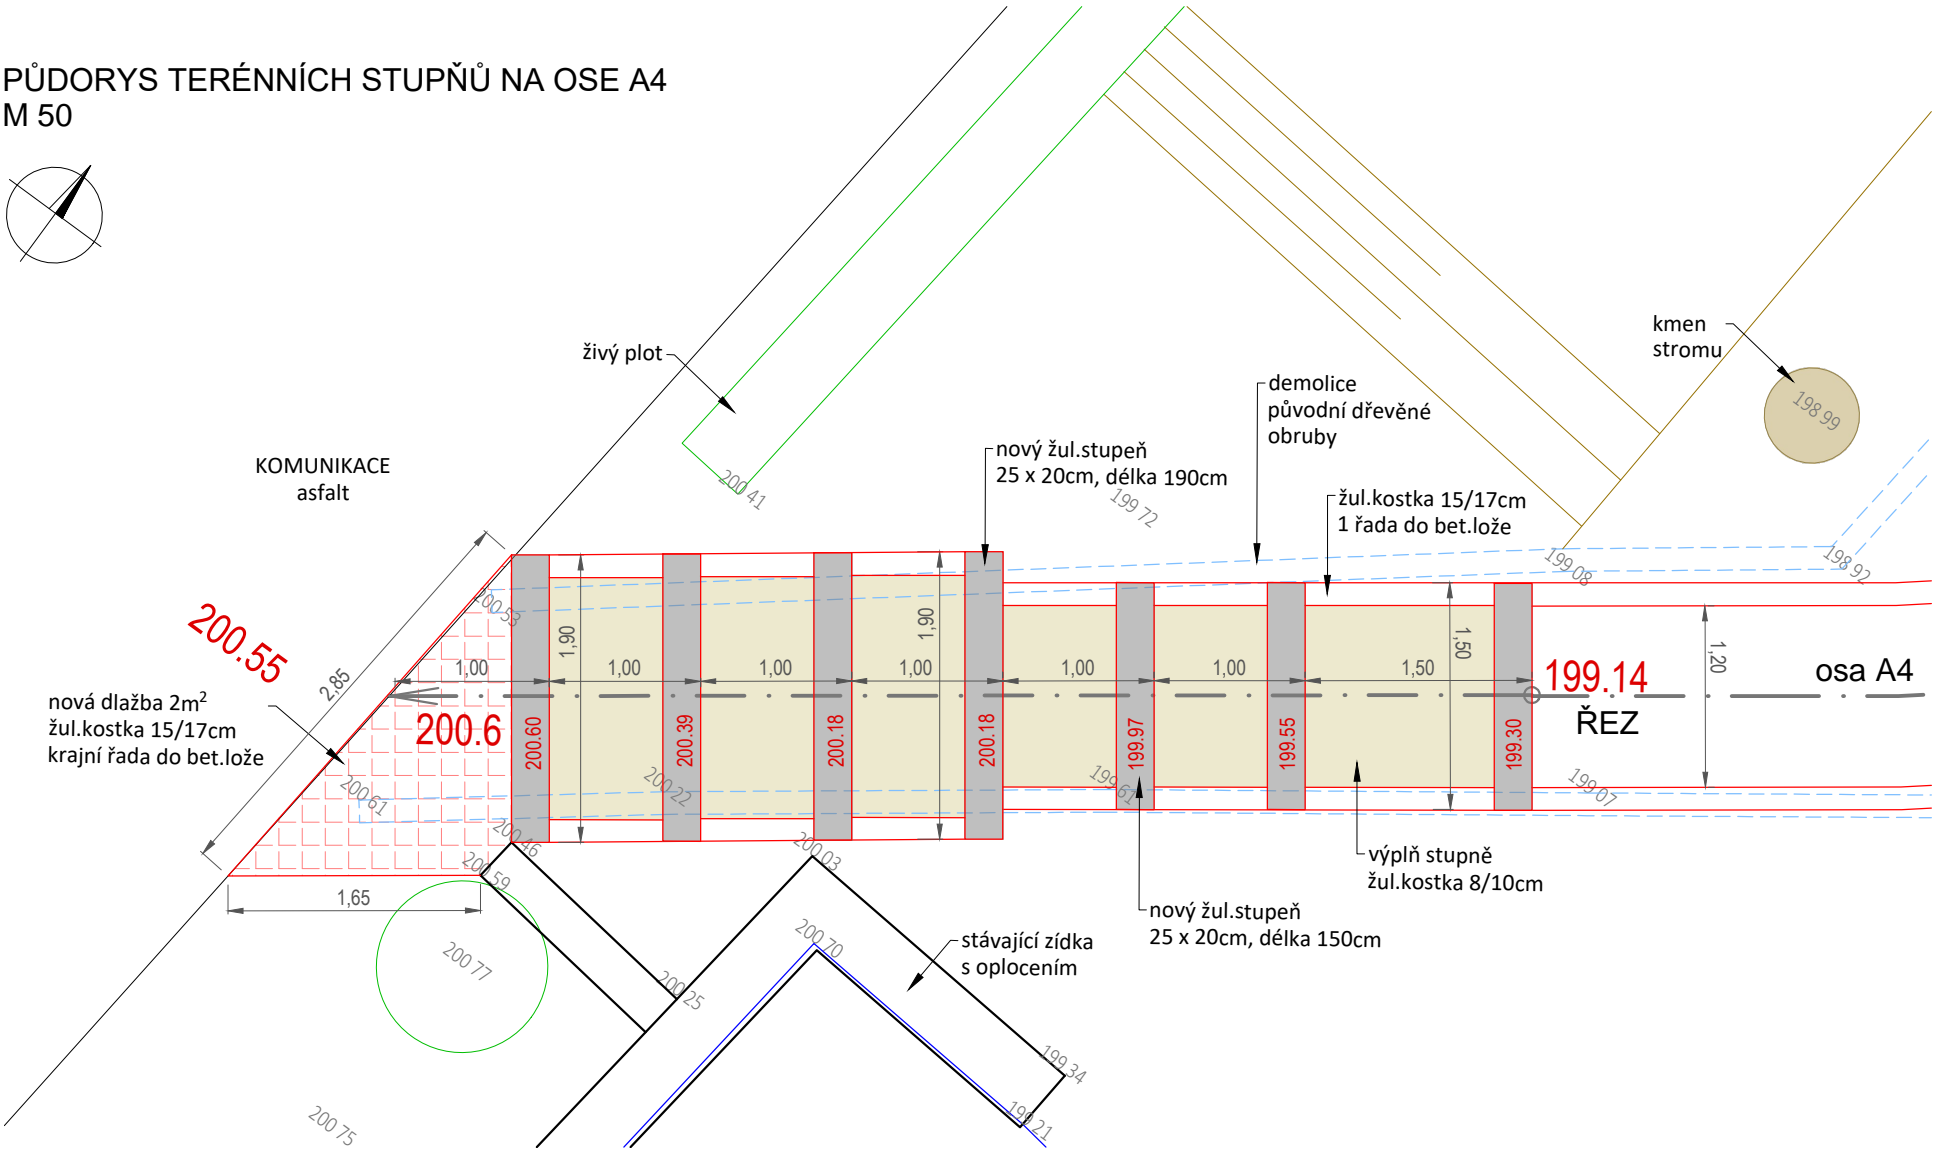 PŮDORYS TERÉNNÍCH STUPŇŮ NA OSE A4
M 50
živý plot
kmen
stromu
198 99
demolice
původní dřevěné
obruby
KOMUNIKACE
asfalt
200 41
nový žul.stupeň
25 x 20cm, délka 190cm
199 72
žul.kostka 15/17cm
1 řada do bet.lože
199 08
198 92
200 53
200.55
2,85
1,90
1,90
1,50
1,20
1,00
1,00
1,00
1,00
1,00
1,00
1,50
199.14
ŘEZ
osa A4
nová dlažba 2m²
žul.kostka 15/17cm
krajní řada do bet.lože
200.6
200.60
200.39
200.18
200.18
199.97
199.55
199.30
200 61
200 22
199 61
199 07
200 46
200 59
200 03
1,65
výplň stupně
žul.kostka 8/10cm
nový žul.stupeň
25 x 20cm, délka 150cm
stávající zídka
s oplocením
200 77
200 70
200 25
199 34
199 21
200 75